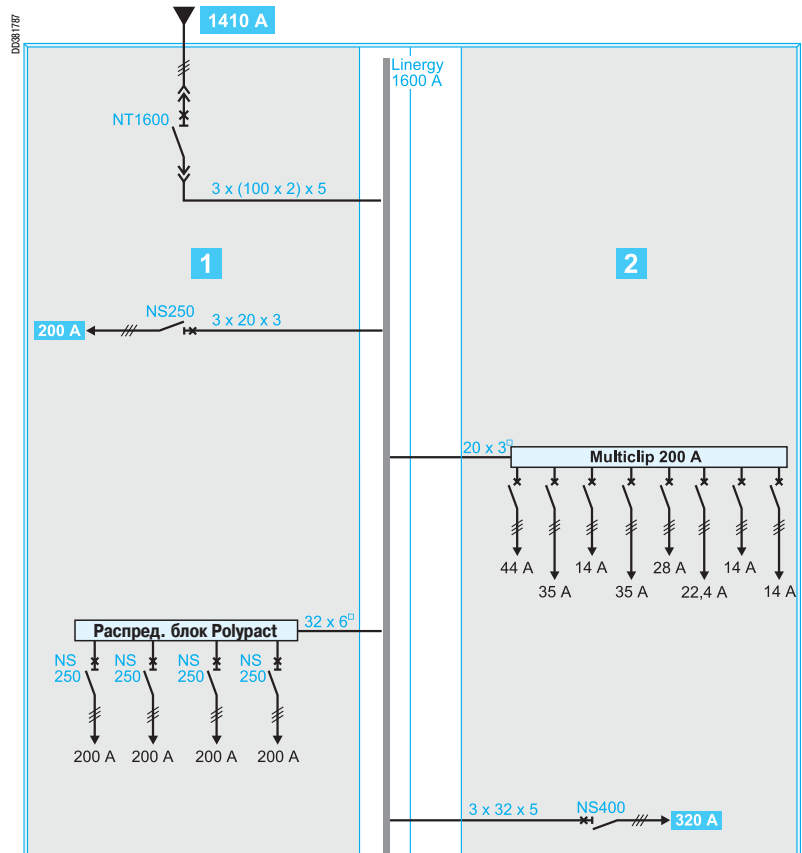 DD381787
1410 A
Linergy
1600 A
NT1600
3 x (100 x 2) x 5
1
2
NS250
200 A
3 x 20 x 3
20 x 3□
Multiclip 200 A
44 A
35 A
14 A
35 A
28 A
22,4 A
14 A
14 A
Распред. блок Polypact
32 x 6□
NS
250
NS
250
NS
250
NS
250
200 A
200 A
200 A
200 A
3 x 32 x 5
NS400
320 A